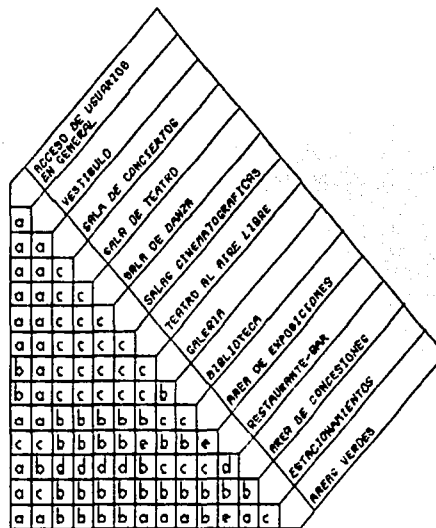 ACCESO DE USUARIOS
EN GENERAL
VESTIBULO
SALA DE CONCIERTOS
SALA DE TEATRO
SALA DE DANZA
SALAS CINEMATOGRAFICAS
TEATRO AL AIRE LIBRE
GALERIA
BIBLIOTECA
AREA DE EXPOSICIONES
RESTAURANTE-BAR
AREA DE CONCESIONES
ESTACIONAMIENTOS
AREAS VERDES
a
a a
a a c
a a c c
a a c c c
a a c c c c
b a c c c c c
b a c c c c c b
a a b b b b b c c
c c b b b b e b b e
a b d d d d b c c c d
a c b b b b b b b b b b
a b b b b b a a a b e a c